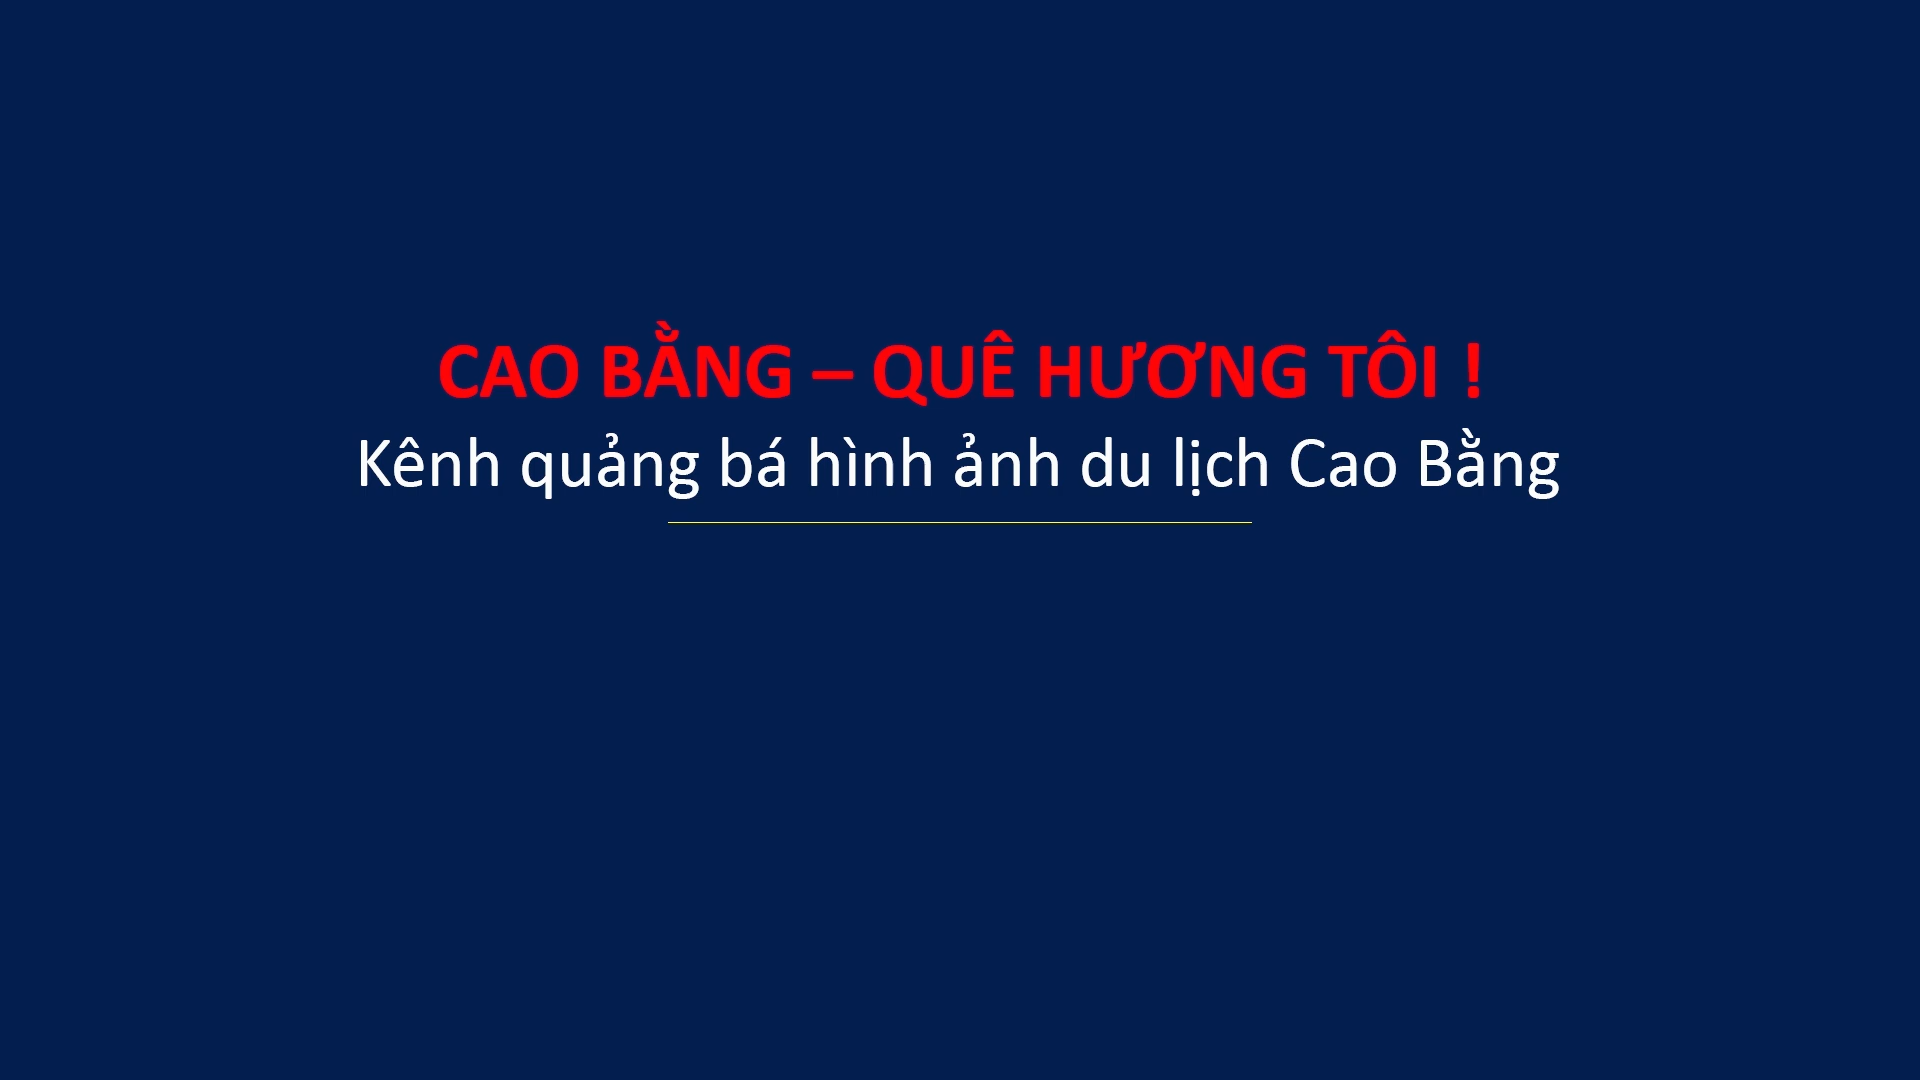 CAO BẰNG – QUÊ HƯƠNG TÔI !
Kênh quảng bá hình ảnh du lịch Cao Bằng